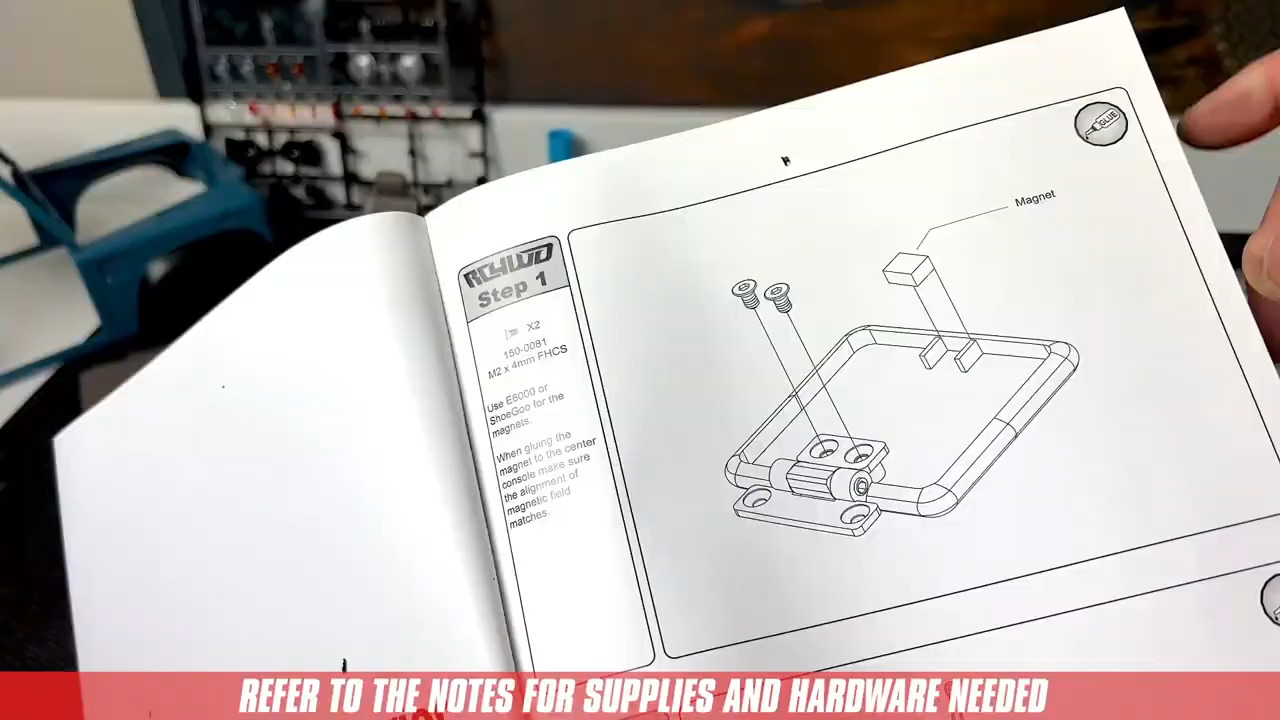 GLUE
Magnet
RC4WD
Step 1
X2
150-0081
M2 x 4mm FHCS
Use E6000 or
ShoeGoo for the
magnets.
When gluing the
magnet to the center
console make sure
the alignment of
magnetic field
matches.
REFER TO THE NOTES FOR SUPPLIES AND HARDWARE NEEDED